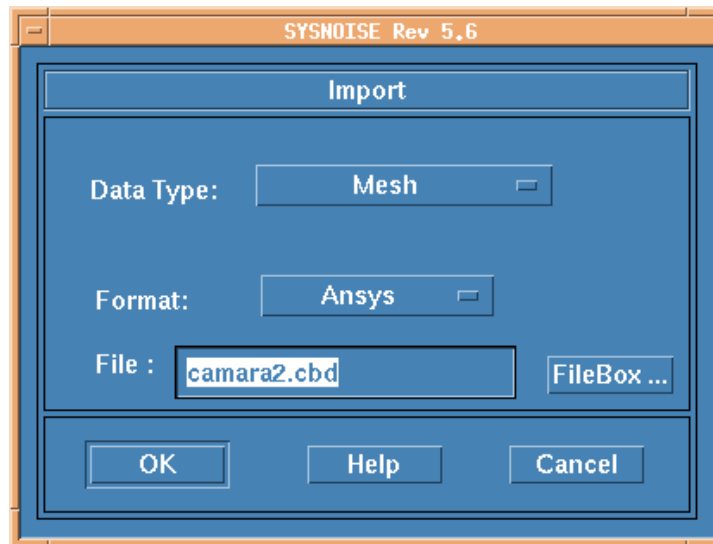 SYSNOISE Rev 5.6
Import
Data Type: Mesh
Format: Ansys
File : camara2.cbd FileBox ...
OK Help Cancel